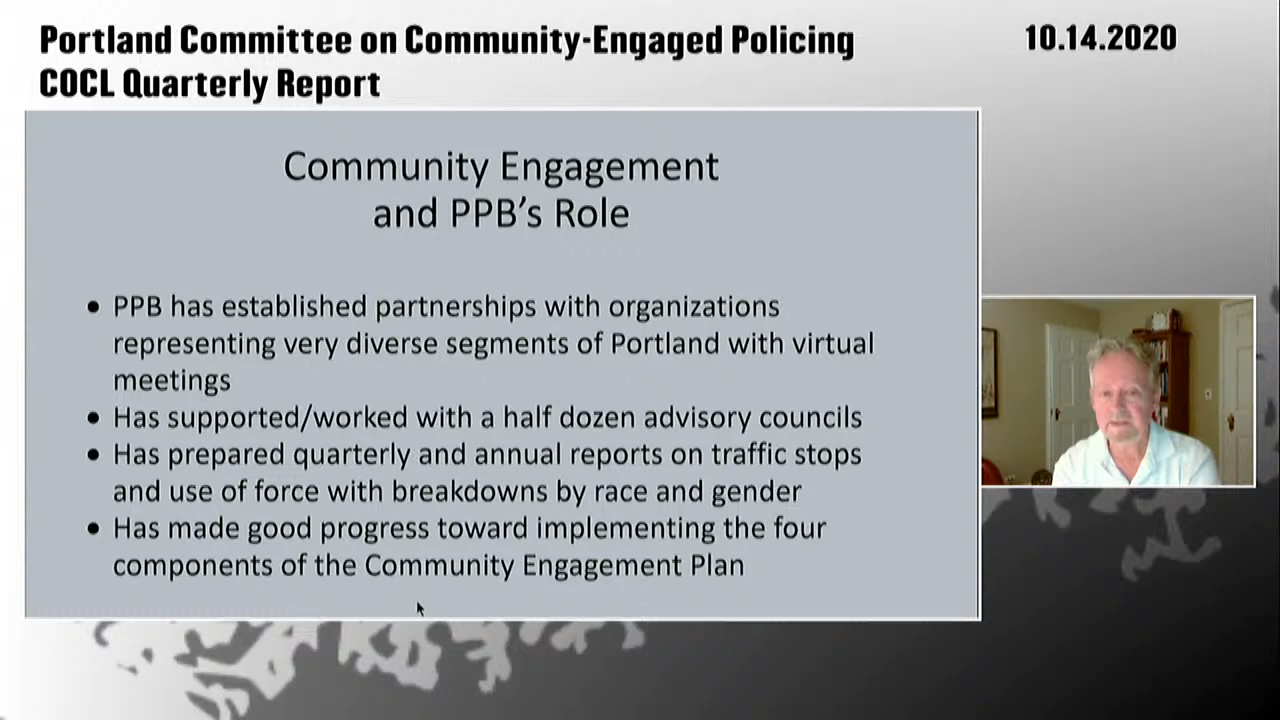 Portland Committee on Community-Engaged Policing
COCL Quarterly Report
10.14.2020
Community Engagement
and PPB's Role
• PPB has established partnerships with organizations
representing very diverse segments of Portland with virtual
meetings
• Has supported/worked with a half dozen advisory councils
• Has prepared quarterly and annual reports on traffic stops
and use of force with breakdowns by race and gender
• Has made good progress toward implementing the four
components of the Community Engagement Plan